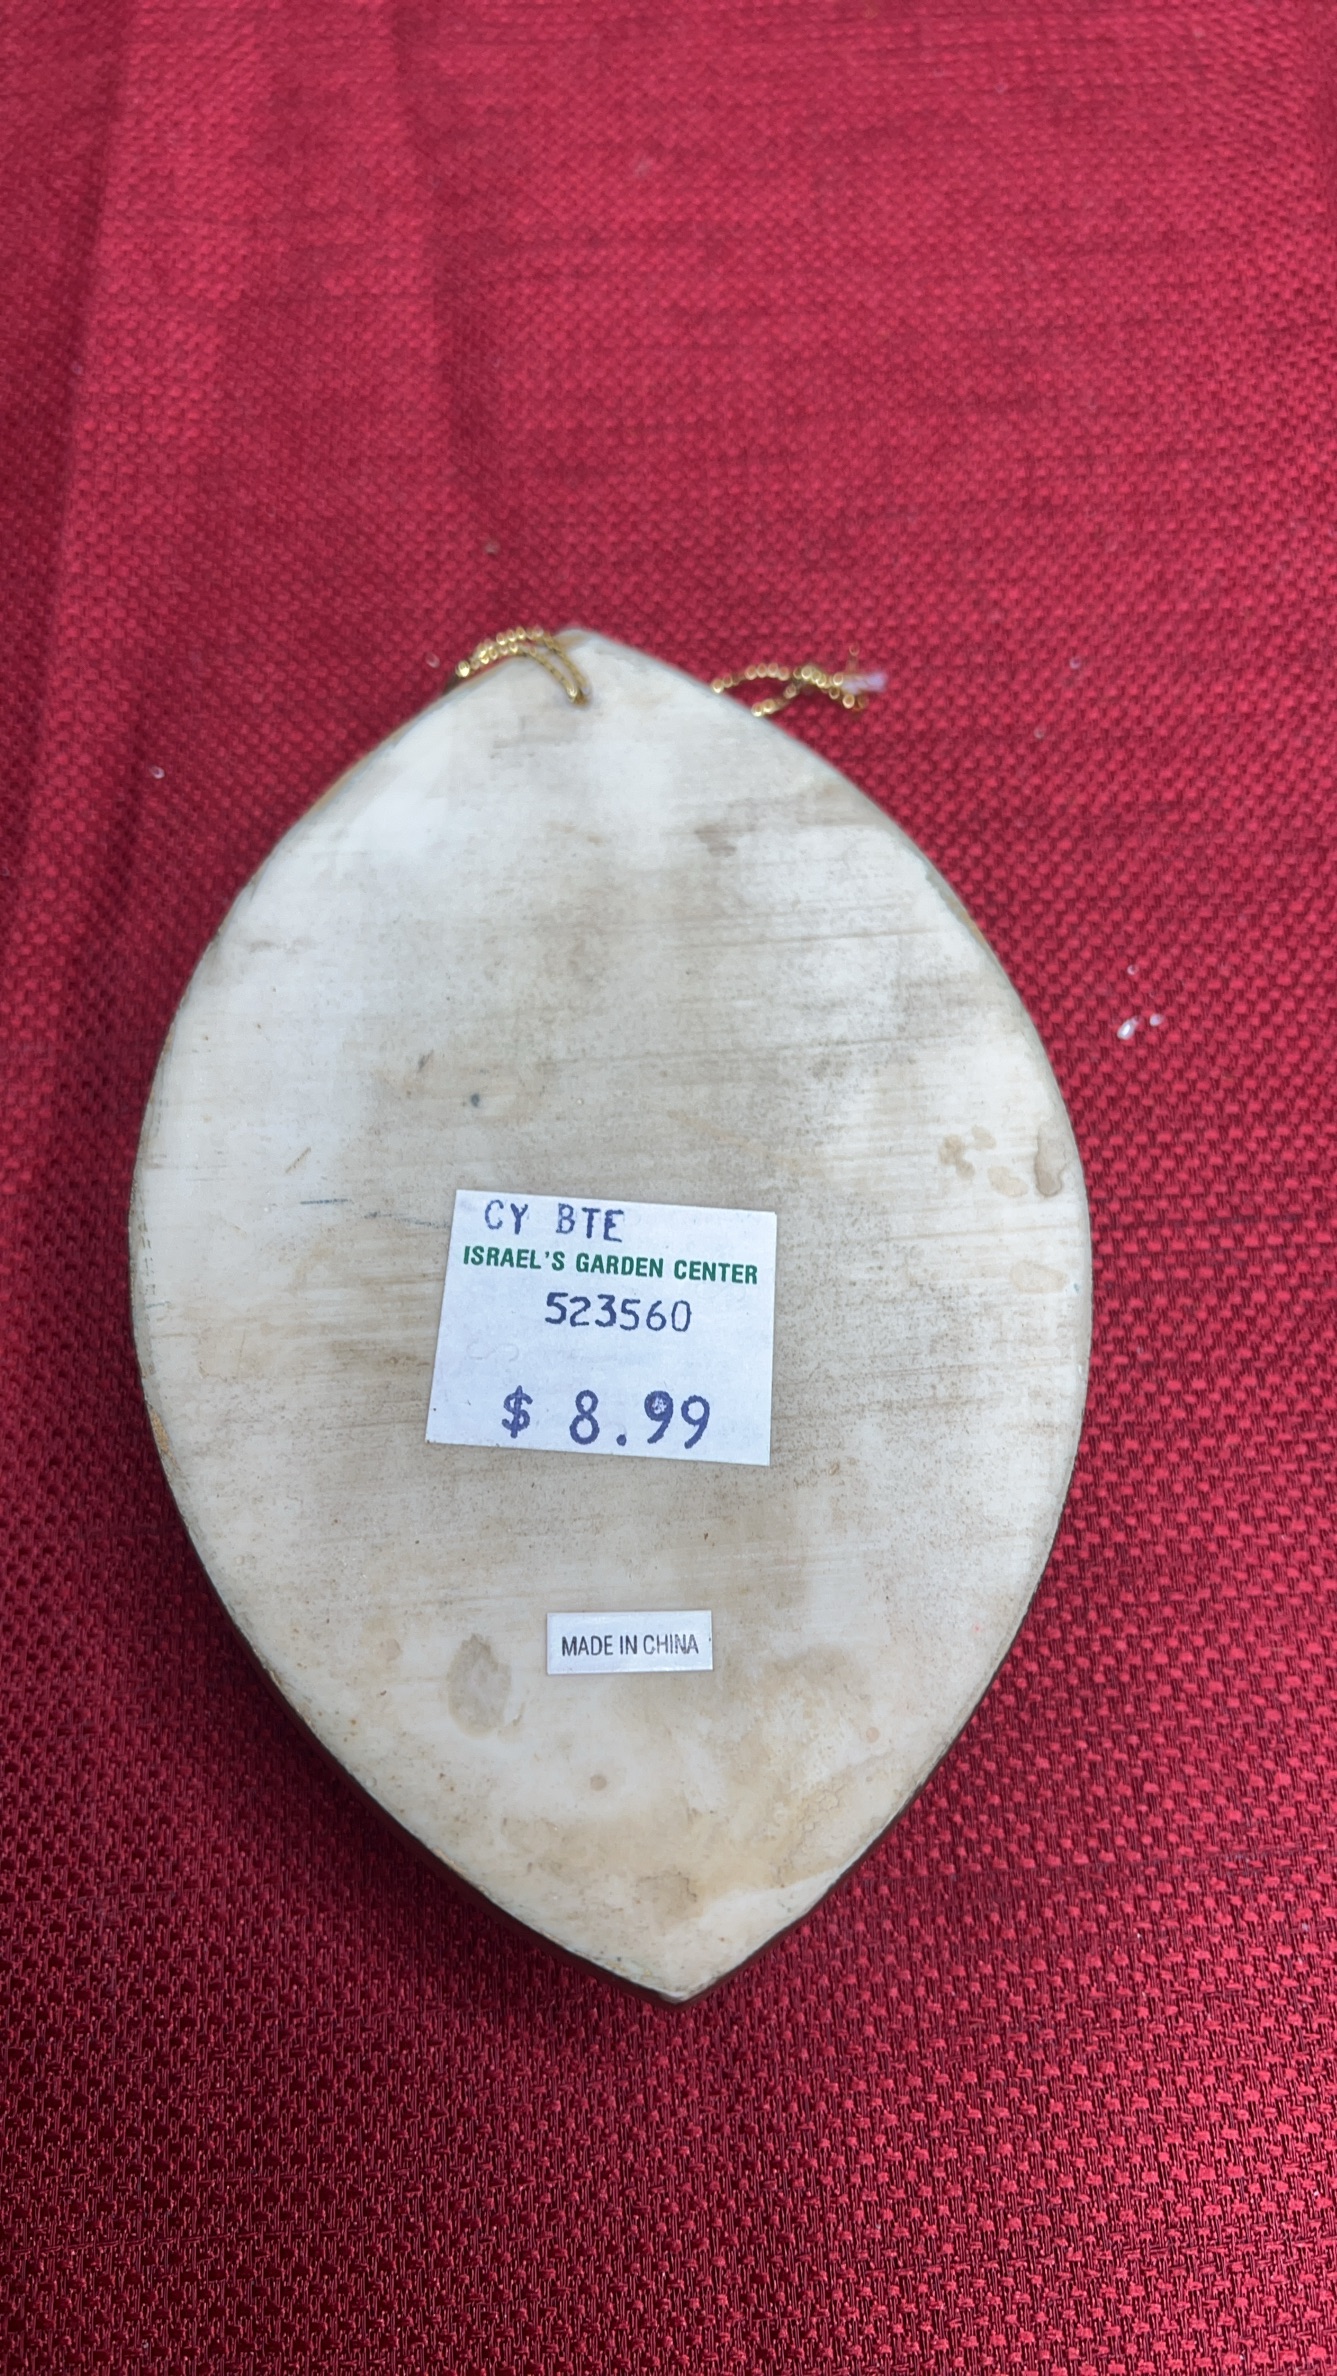 CY BTE
ISRAEL'S GARDEN CENTER
523560
$ 8.99
MADE IN CHINA